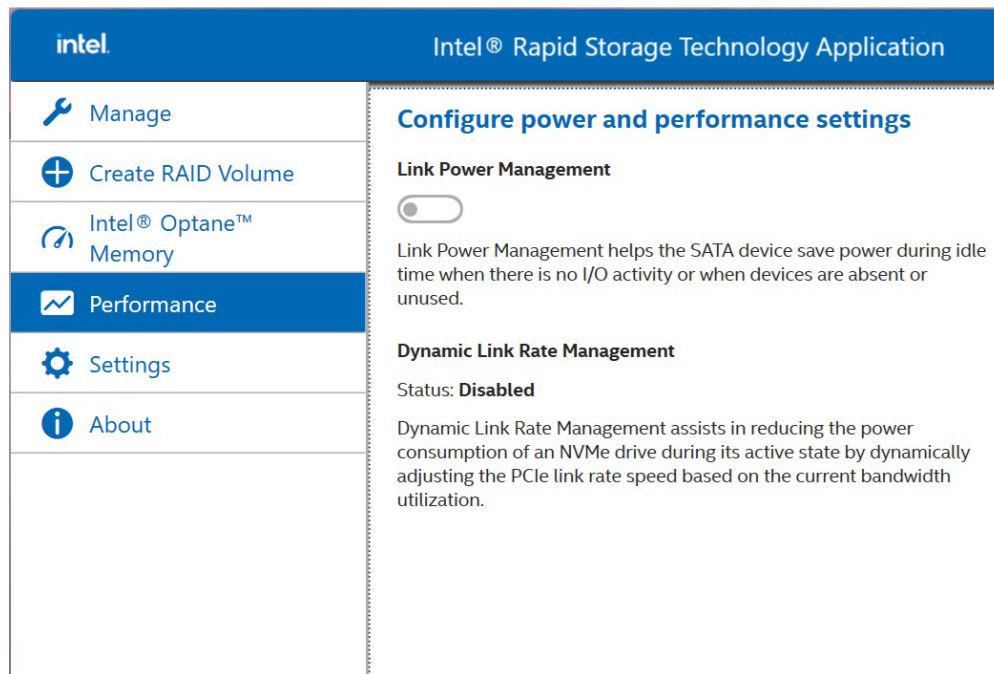 intel.
Intel® Rapid Storage Technology Application
Manage
Create RAID Volume
Intel® Optane™
Memory
Performance
Settings
About
Configure power and performance settings
Link Power Management
Link Power Management helps the SATA device save power during idle
time when there is no I/O activity or when devices are absent or
unused.
Dynamic Link Rate Management
Status: Disabled
Dynamic Link Rate Management assists in reducing the power
consumption of an NVMe drive during its active state by dynamically
adjusting the PCIe link rate speed based on the current bandwidth
utilization.